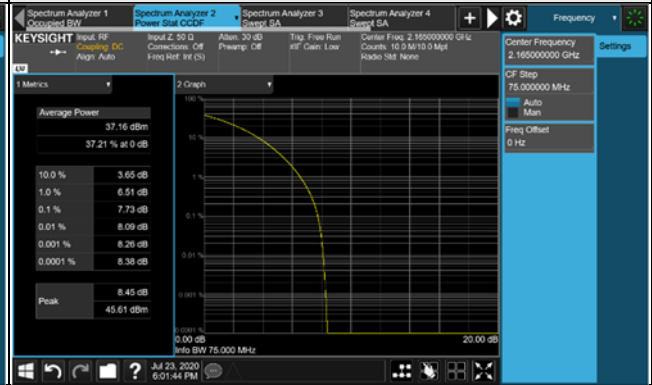 Spectrum Analyzer 1
Occupied BW
Spectrum Analyzer 2
Power Stat CCDF
Spectrum Analyzer 3
Swept SA
Spectrum Analyzer 4
Swept SA
Frequency
KEYSIGHT
Input: RF
Coupling: DC
Align: Auto
Input Z: 50 Ω
Corrections: Off
Freq Ref: Int (S)
Atten: 30 dB
Preamp: Off
Trig: Free Run
#IF Gain: Low
Center Freq: 2.165000000 GHz
Counts: 10.0 M/10.0 Mpt
Radio Std: None
Center Frequency
2.165000000 GHz
Settings
CF Step
75.000000 MHz
Auto
Man
Freq Offset
0 Hz
1 Metrics
2 Graph
Average Power
37.16 dBm
37.21 % at 0 dB
10.0 % 3.65 dB
1.0 % 6.51 dB
0.1 % 7.73 dB
0.01 % 8.09 dB
0.001 % 8.26 dB
0.0001 % 8.38 dB
Peak
8.45 dB
45.61 dBm
100 %
10 %
1 %
0.1 %
0.01 %
0.001 %
0.0001 %
0.00 dB
20.00 dB
Info BW 75.000 MHz
?
Jul 23, 2020
6:01:44 PM